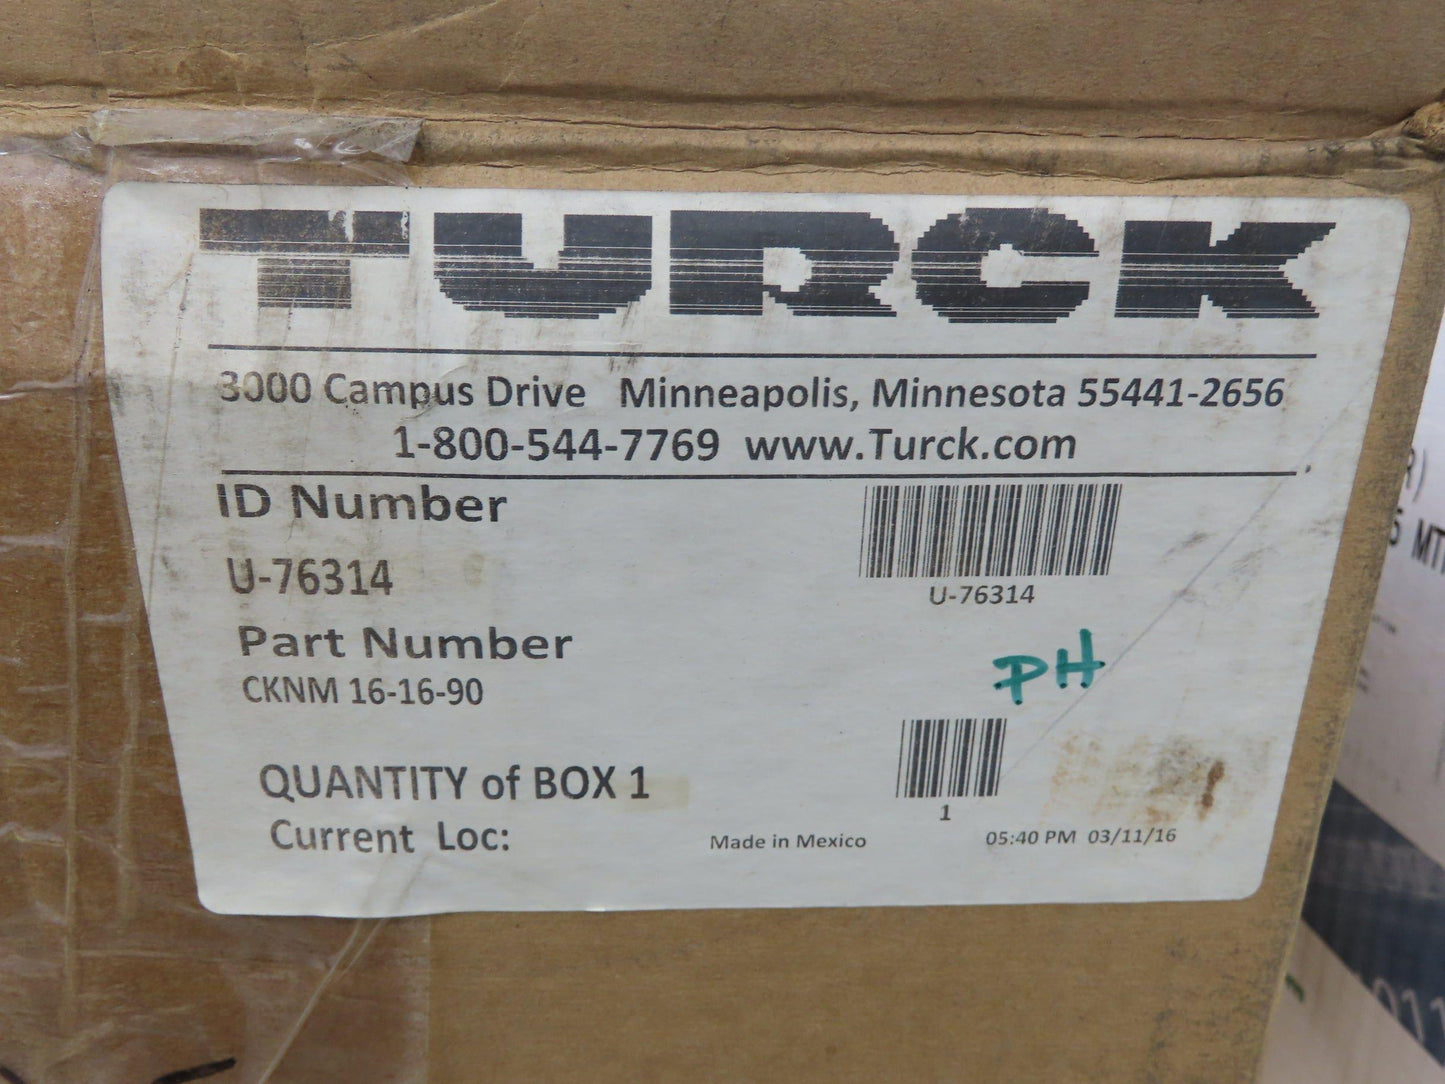 TURCK
3000 Campus Drive Minneapolis, Minnesota 55441-2656
1-800-544-7769 www.Turck.com
ID Number
U-76314
U-76314
Part Number
CKNM 16-16-90
PH
QUANTITY of BOX 1
1
Current Loc:
Made in Mexico
05:40 PM 03/11/16
R)
5 MT